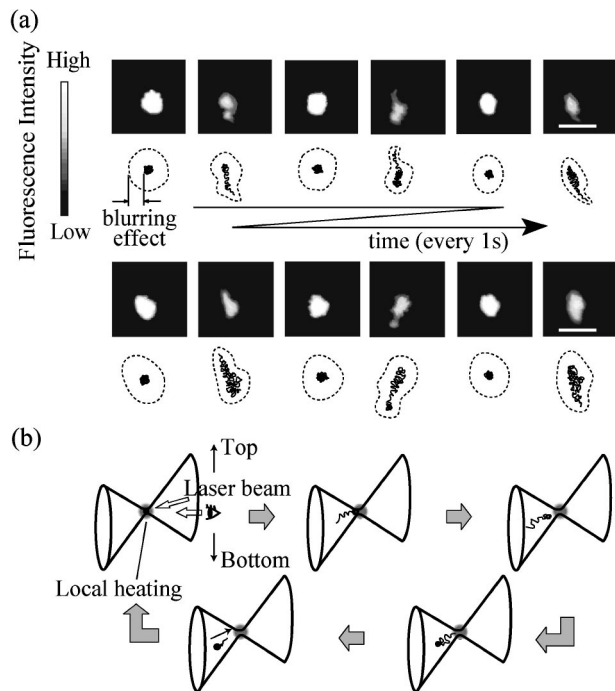 (a)
High
Fluorescence Intensity
Low
blurring
effect
time (every 1s)
(b)
Top
Laser beam
Bottom
Local heating